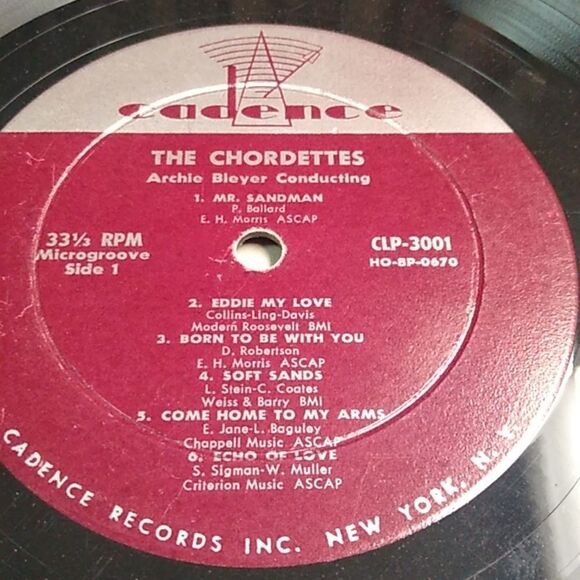 cadence
THE CHORDETTES
Archie Bleyer Conducting
1. MR. SANDMAN
P. Ballard
E. H. Morris ASCAP
33⅓ RPM
Microgroove
Side 1
CLP-3001
HO-8P-0670
2. EDDIE MY LOVE
Collins-Ling-Davis
Modern Roosevelt BMI
3. BORN TO BE WITH YOU
D. Robertson
E. H. Morris ASCAP
4. SOFT SANDS
L. Stein-C. Coates
Weiss & Barry BMI
5. COME HOME TO MY ARMS
E. Jane-L. Baguley
Chappell Music ASCAP
6. ECHO OF LOVE
S. Sigman-W. Muller
Criterion Music ASCAP
CADENCE RECORDS INC. NEW YORK, N. Y.